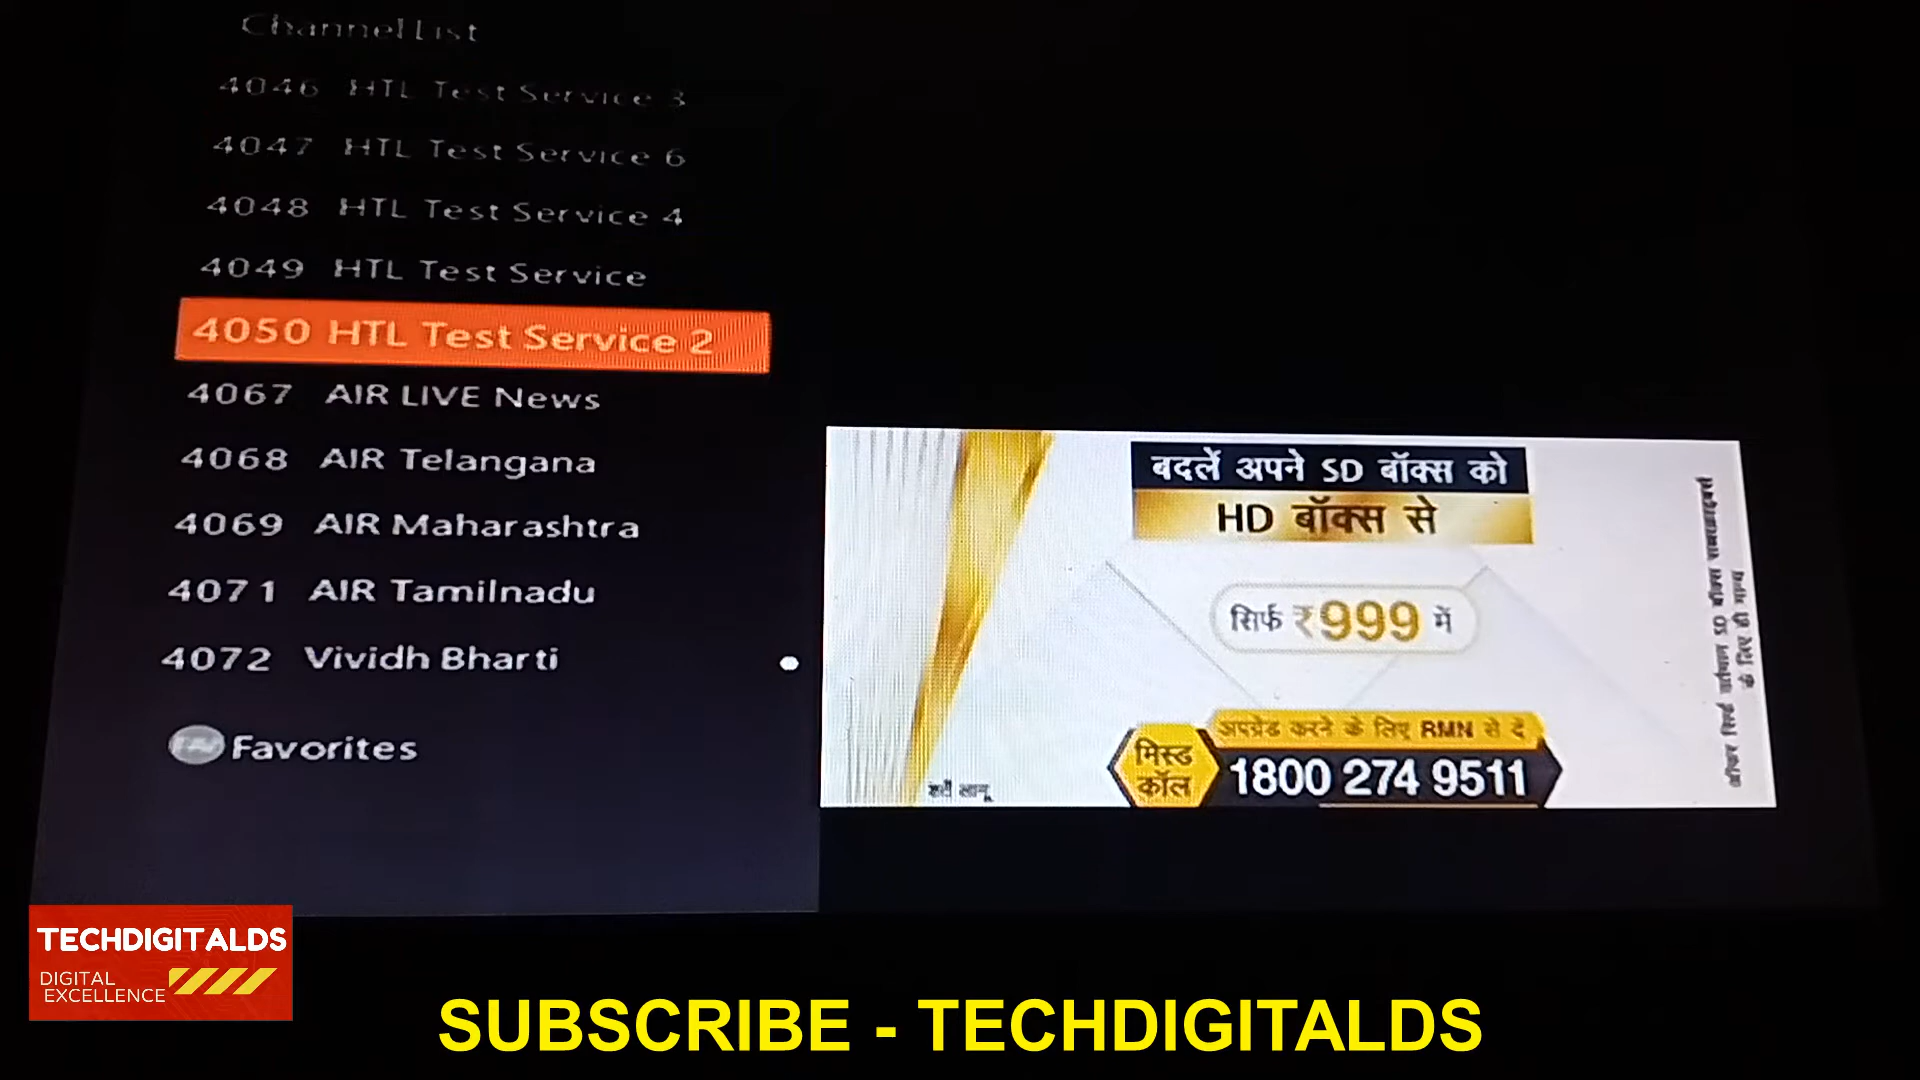 Channel List
4046 HTL Test Service 3
4047 HTL Test Service 6
4048 HTL Test Service 4
4049 HTL Test Service
4050 HTL Test Service 2
4067 AIR LIVE News
4068 AIR Telangana
4069 AIR Maharashtra
4071 AIR Tamilnadu
4072 Vividh Bharti
Favorites
बदलें अपने SD बॉक्स को
HD बॉक्स से
सिर्फ ₹999 में
अपग्रेड करने के लिए RMN से दें
मिस्ड
कॉल
1800 274 9511
शर्तें लागू
TECHDIGITALDS
DIGITAL
EXCELLENCE
SUBSCRIBE - TECHDIGITALDS